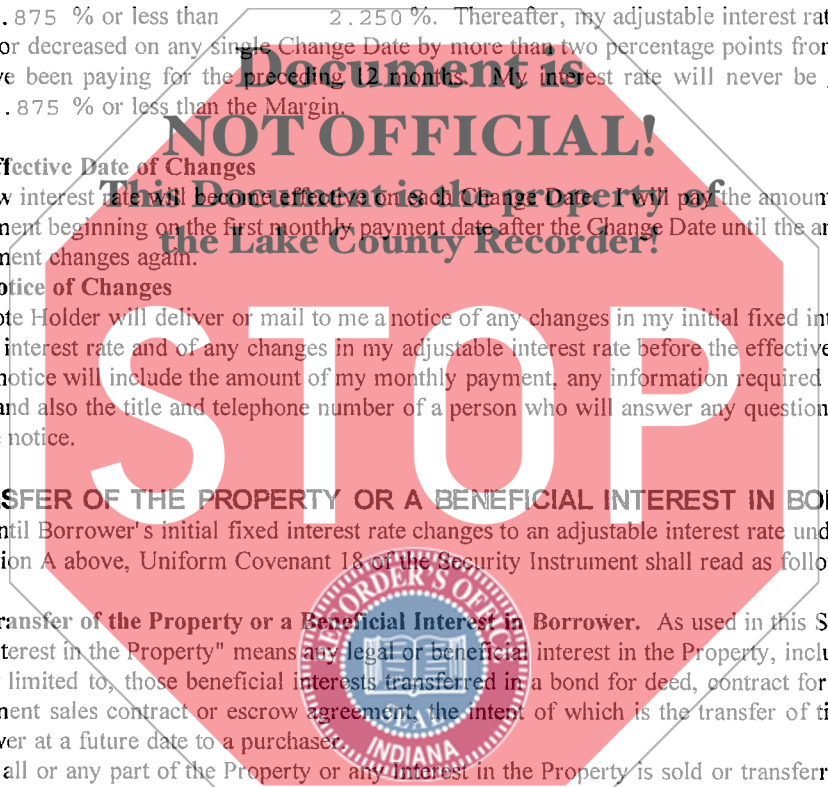 .875 % or less than 2.250 %. Thereafter, my adjustable interest rat
or decreased on any single Change Date by more than two percentage points from
ve been paying for the preceding 12 months. My interest rate will never be
.875 % or less than the Margin.
Document is
NOT OFFICIAL!
This Document is the property of
the Lake County Recorder!
ffective Date of Changes
w interest rate will become effective on each Change Date. I will pay the amoun
ment beginning on the first monthly payment date after the Change Date until the am
ment changes again.
otice of Changes
ote Holder will deliver or mail to me a notice of any changes in my initial fixed int
interest rate and of any changes in my adjustable interest rate before the effective
notice will include the amount of my monthly payment, any information required
and also the title and telephone number of a person who will answer any question
notice.
STOP
SFER OF THE PROPERTY OR A BENEFICIAL INTEREST IN BO
ntil Borrower's initial fixed interest rate changes to an adjustable interest rate und
ion A above, Uniform Covenant 18 of the Security Instrument shall read as follo
ransfer of the Property or a Beneficial Interest in Borrower. As used in this S
terest in the Property" means any legal or beneficial interest in the Property, inclu
limited to, those beneficial interests transferred in a bond for deed, contract for
ment sales contract or escrow agreement, the intent of which is the transfer of ti
wer at a future date to a purchaser.
all or any part of the Property or any Interest in the Property is sold or transferr
RECORDER'S OFFICE
SEAL
INDIANA